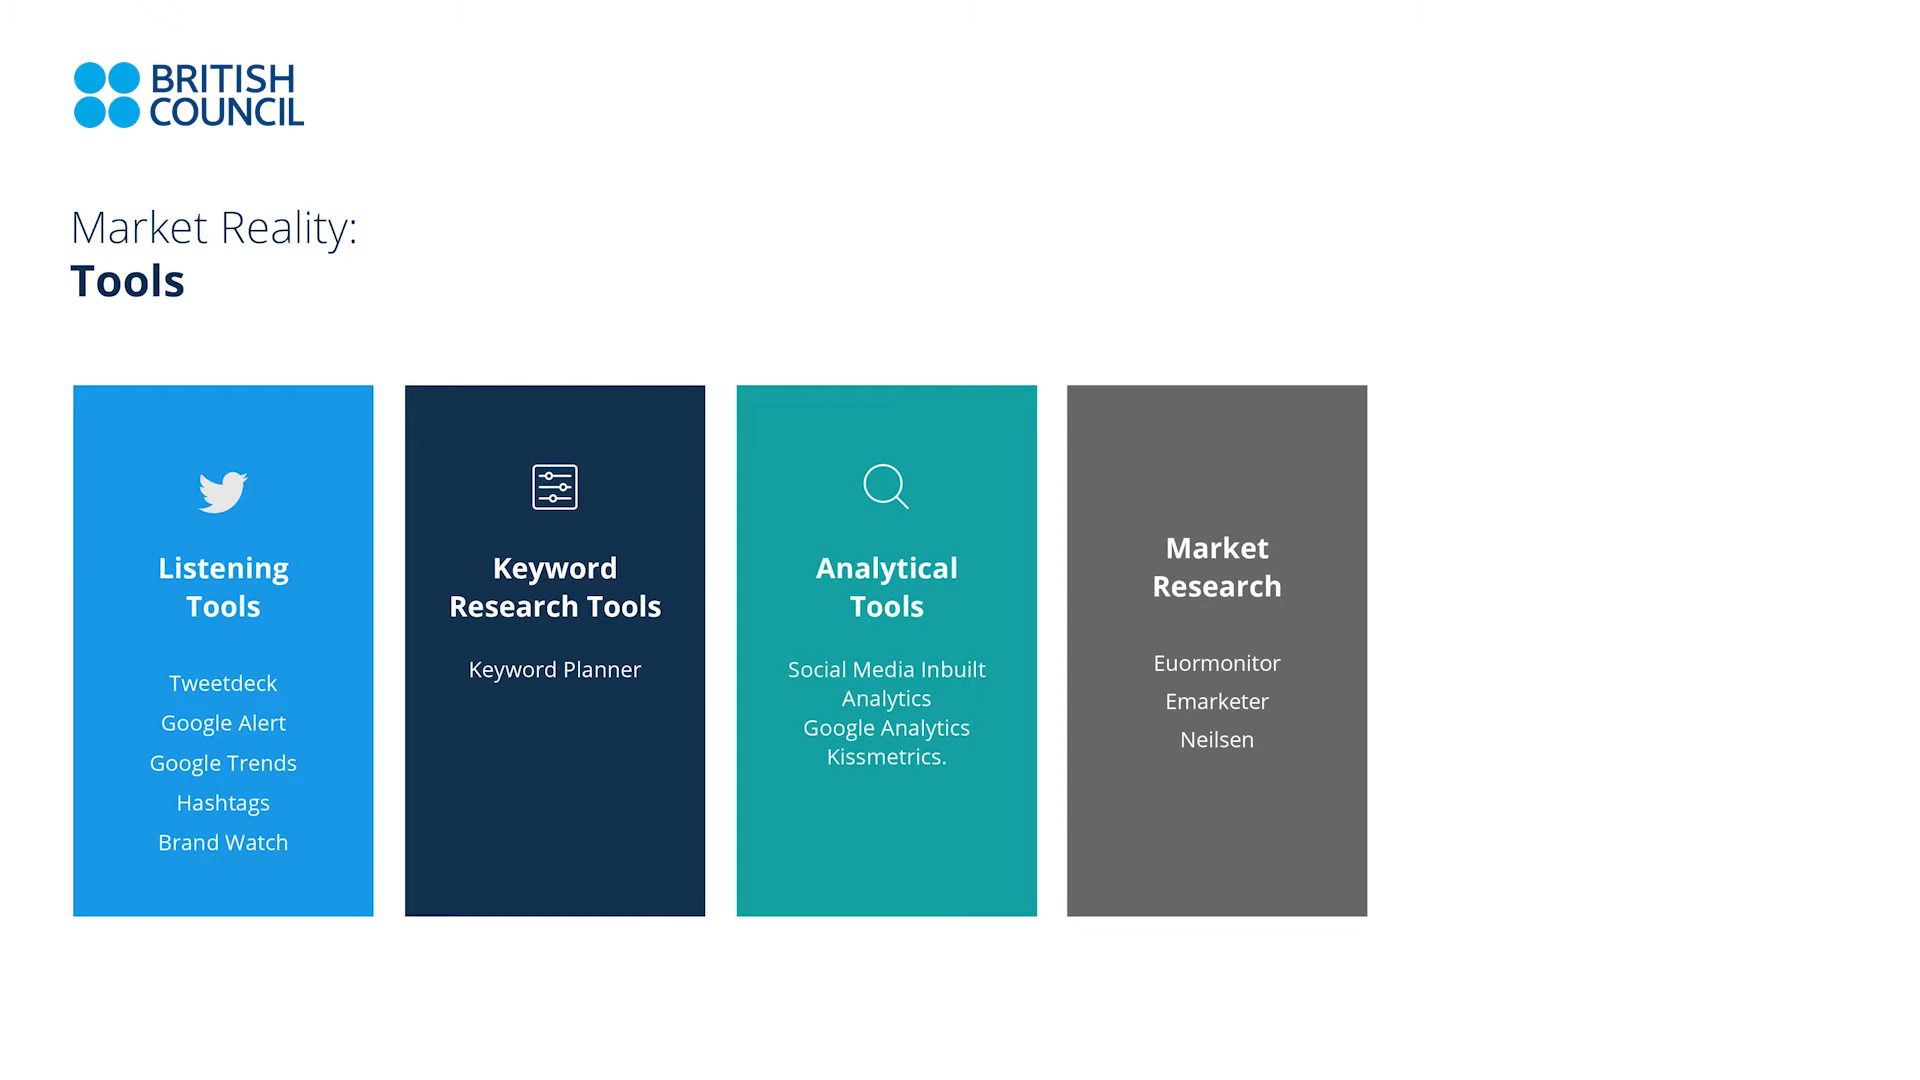 BRITISH
COUNCIL
Market Reality:
Tools
Listening
Tools
Tweetdeck
Google Alert
Google Trends
Hashtags
Brand Watch
Keyword
Research Tools
Keyword Planner
Analytical
Tools
Social Media Inbuilt
Analytics
Google Analytics
Kissmetrics.
Market
Research
Euormonitor
Emarketer
Neilsen